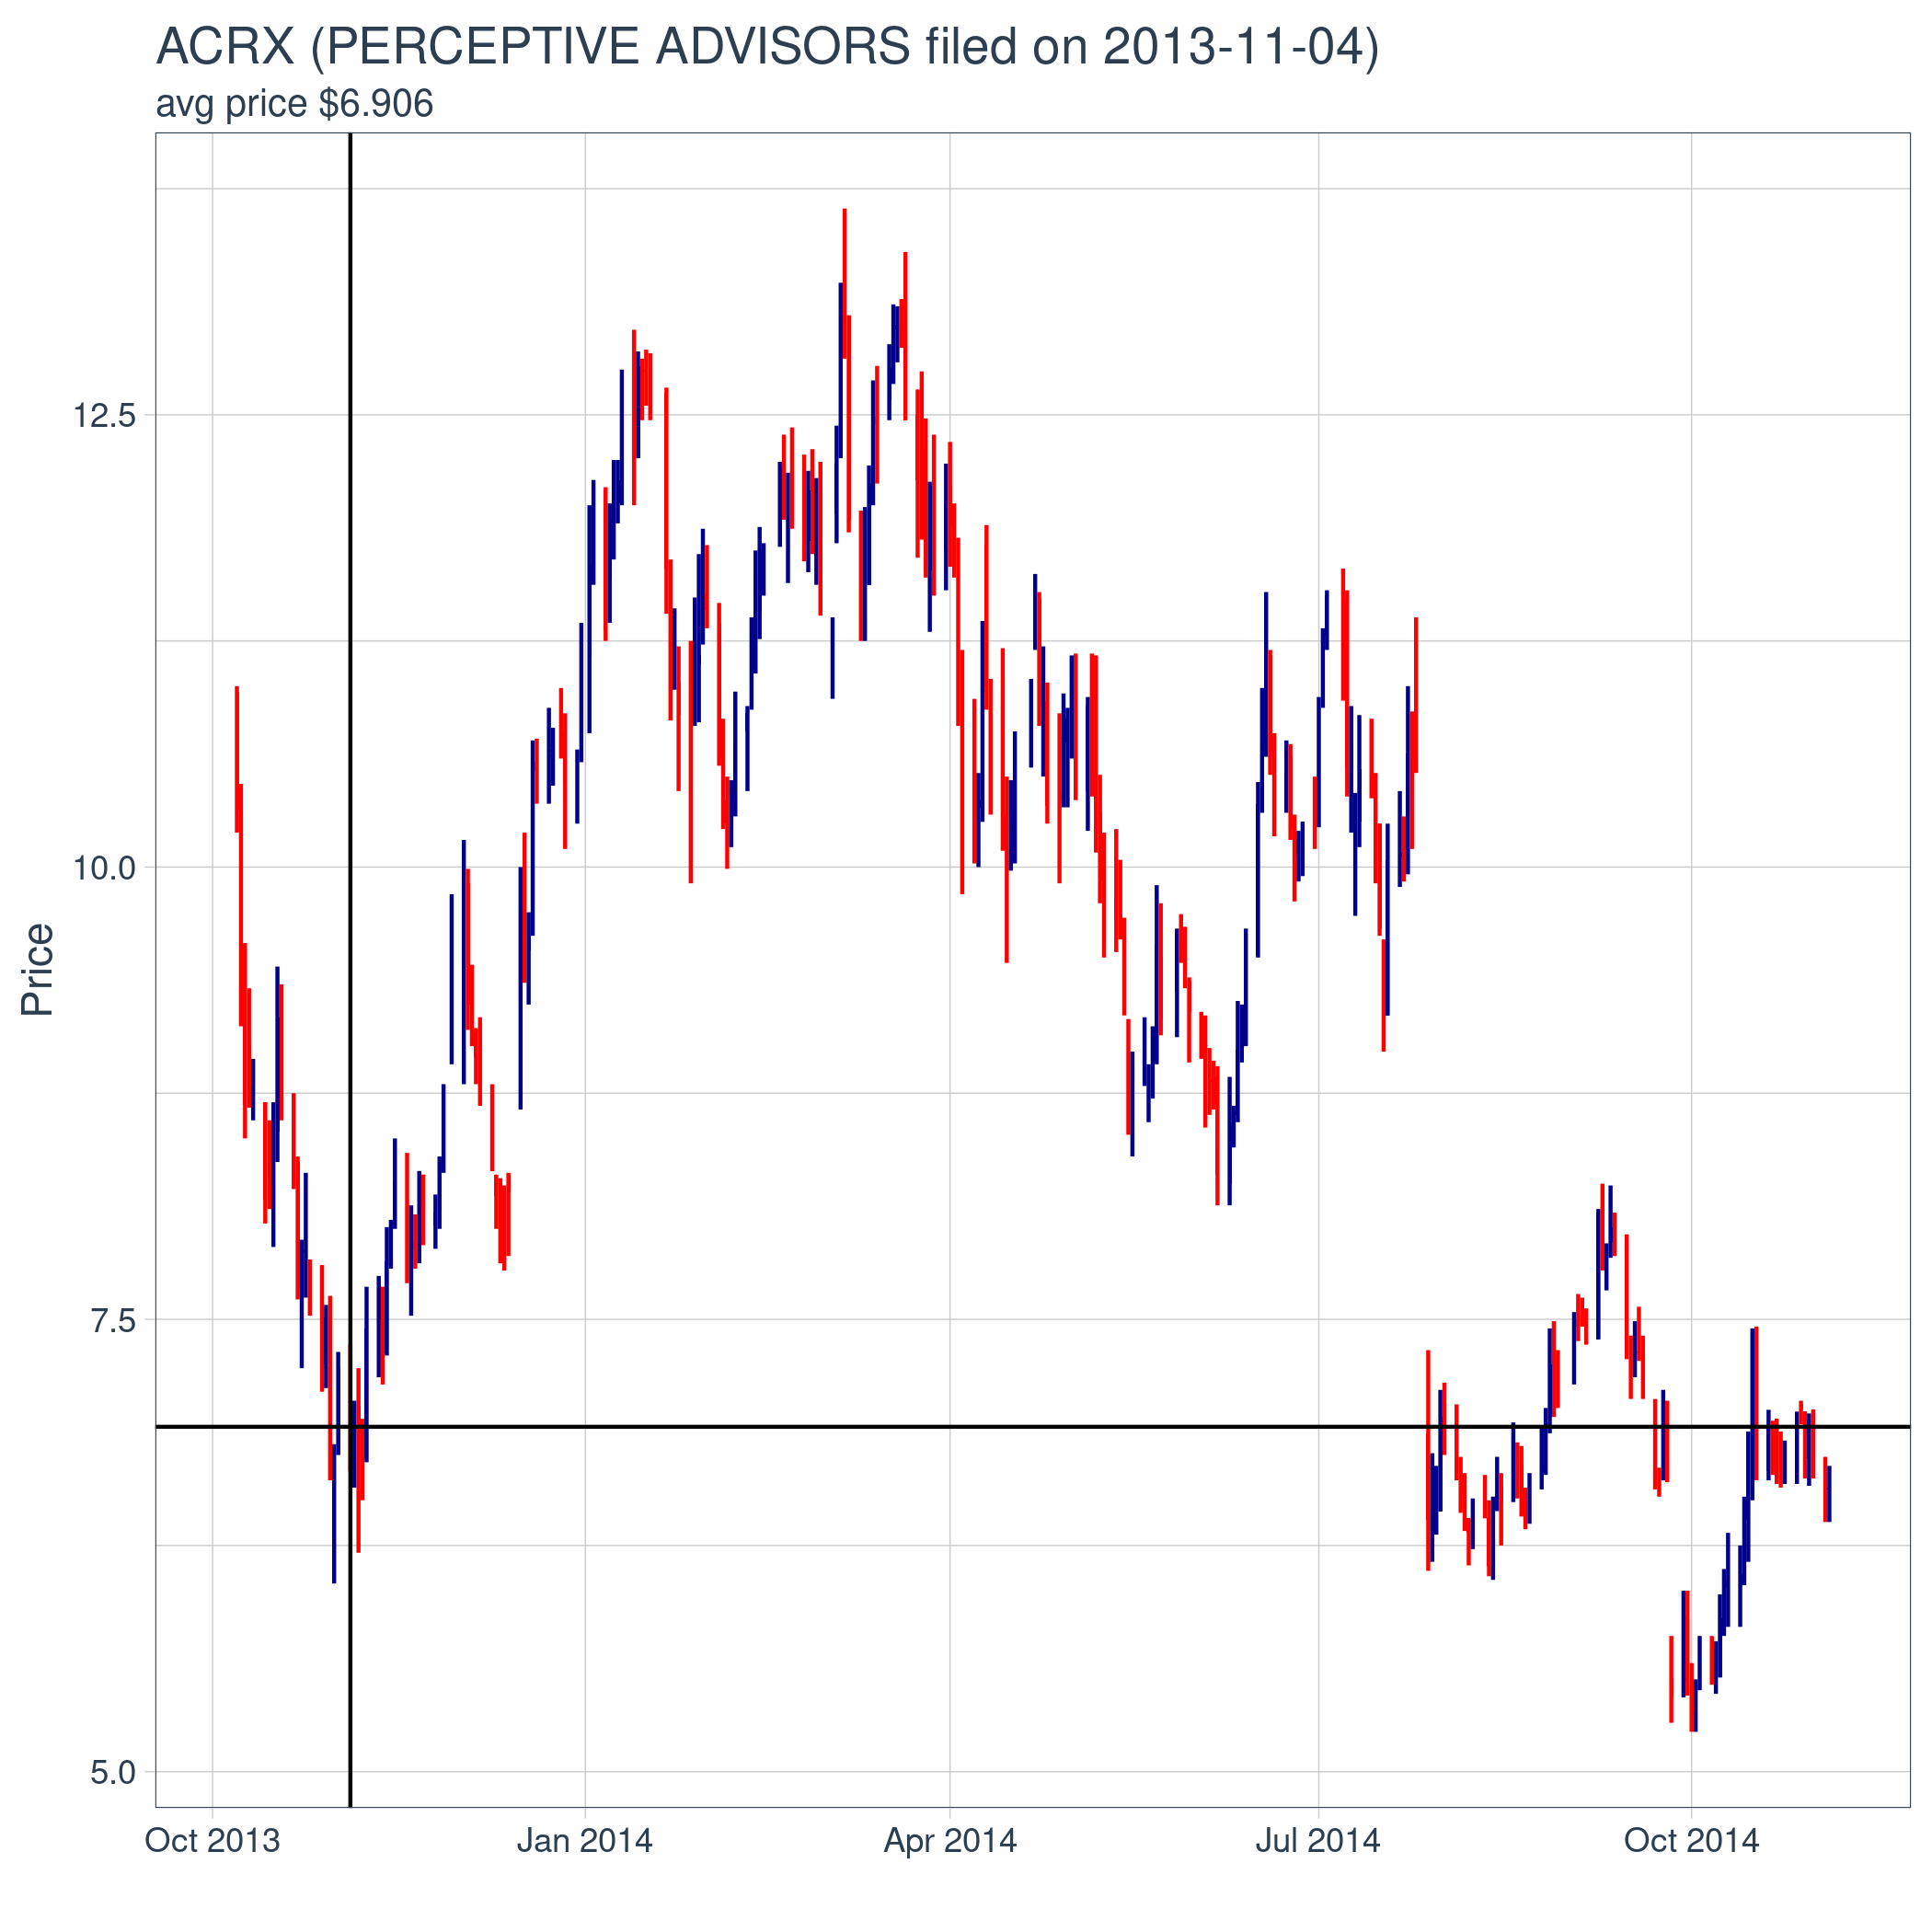 ACRX (PERCEPTIVE ADVISORS filed on 2013-11-04)
avg price $6.906
12.5
10.0
7.5
5.0
Price
Oct 2013 Jan 2014 Apr 2014 Jul 2014 Oct 2014